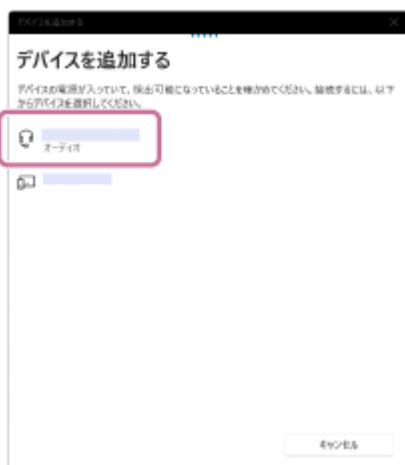 デバイスを追加する
デバイスを追加する
デバイスの電源が入っていて、検出可能になっていることを確かめてください。接続するには、以下
からデバイスを選択してください。
オーディオ
キャンセル